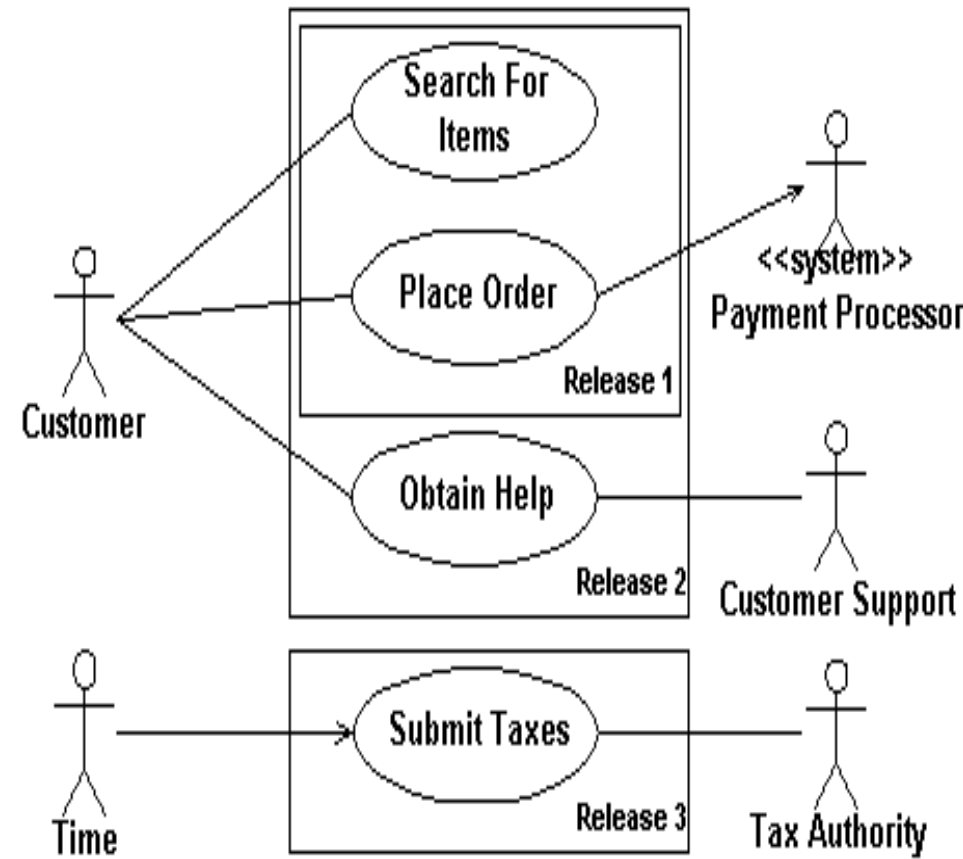 Search For
Items
Place Order
<<system>>
Payment Processor
Release 1
Customer
Obtain Help
Release 2
Customer Support
Submit Taxes
Release 3
Time
Tax Authority